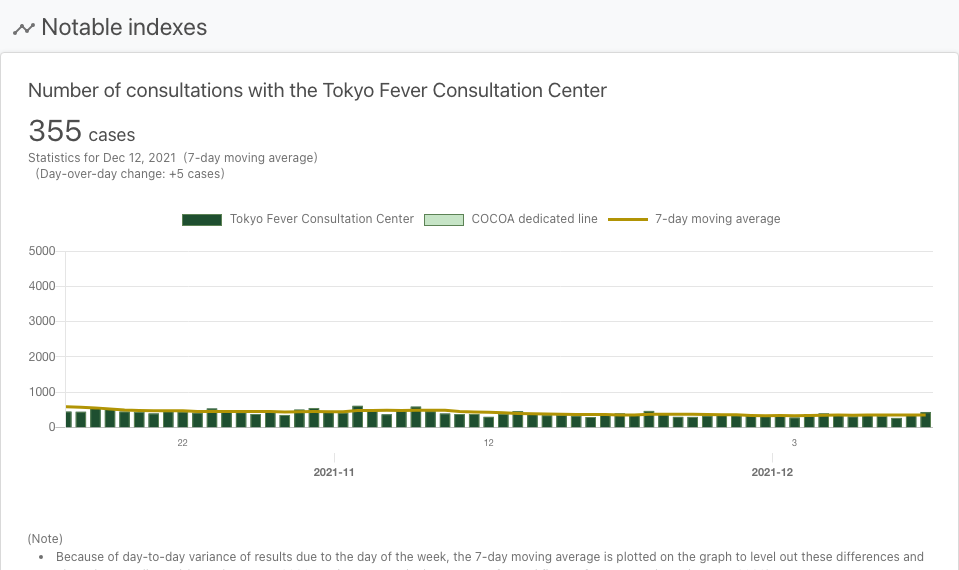 Notable indexes
Number of consultations with the Tokyo Fever Consultation Center
355 cases
Statistics for Dec 12, 2021 (7-day moving average)
(Day-over-day change: +5 cases)
Tokyo Fever Consultation Center COCOA dedicated line 7-day moving average
5000
4000
3000
2000
1000
0
22 12 3
2021-11 2021-12
(Note)
• Because of day-to-day variance of results due to the day of the week, the 7-day moving average is plotted on the graph to level out these differences and